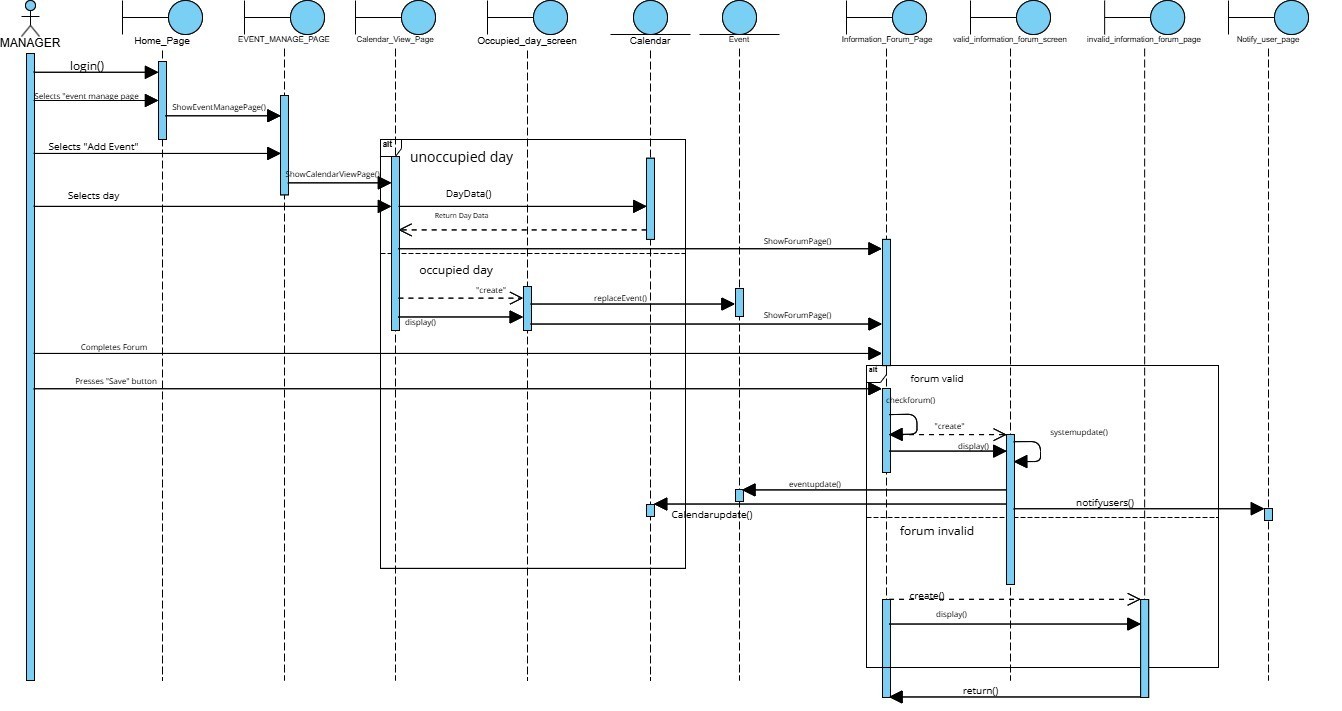 MANAGER
Home_Page
EVENT_MANAGE_PAGE
Calendar_View_Page
Occupied_day_screen
Calendar
Event
Information_Forum_Page
valid_information_forum_screen
invalid_information_forum_page
Notify_user_page
login()
Selects "event manage page
ShowEventManagePage()
Selects "Add Event"
alt
unoccupied day
ShowCalendarViewPage()
Selects day
DayData()
Return Day Data
ShowForumPage()
occupied day
"create"
replaceEvent()
display()
ShowForumPage()
Completes Forum
alt
forum valid
Presses "Save" button
checkforum()
"create"
systemupdate()
display()
eventupdate()
notifyusers()
Calendarupdate()
forum invalid
create()
display()
return()